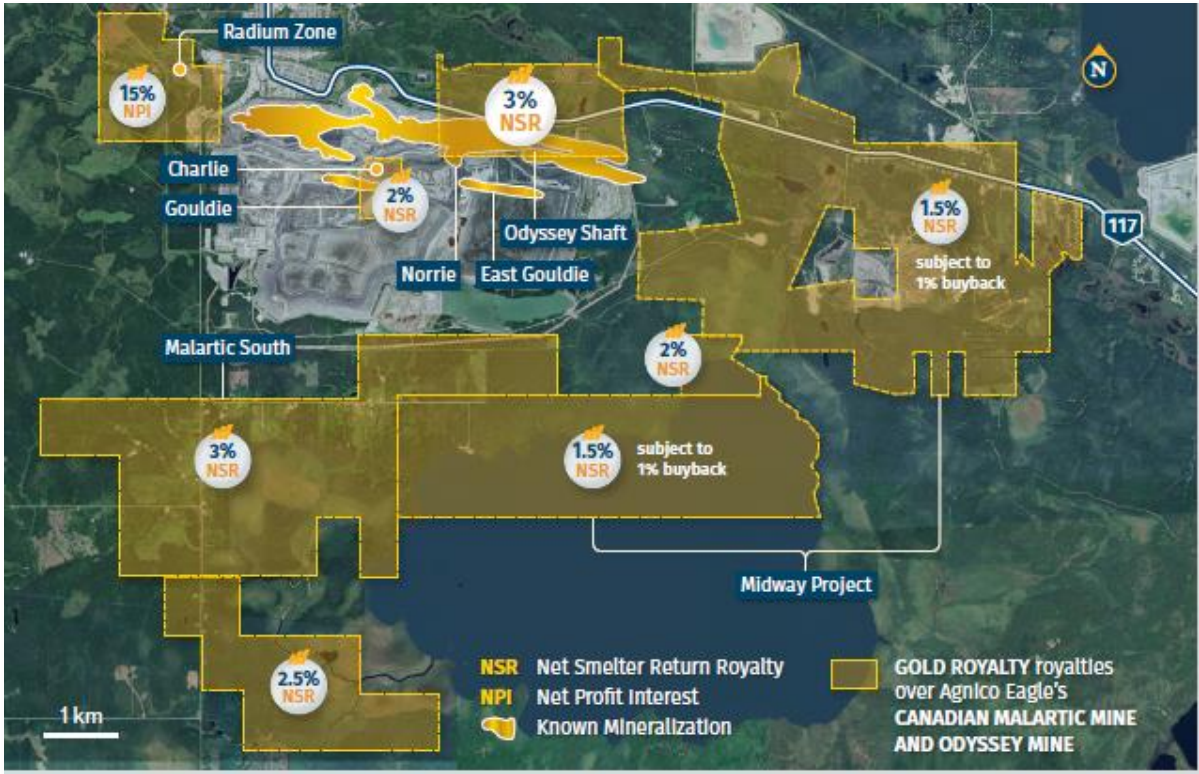 Radium Zone
N
15%
NPI
3%
NSR
Charlie
Gouldie
2%
NSR
1.5%
NSR
117
Odyssey Shaft
Norrie
East Gouldie
subject to
1% buyback
Malartic South
2%
NSR
3%
NSR
1.5%
NSR
subject to
1% buyback
Midway Project
2.5%
NSR
1 km
NSR Net Smelter Return Royalty
NPI Net Profit Interest
Known Mineralization
GOLD ROYALTY royalties
over Agnico Eagle's
CANADIAN MALARTIC MINE
AND ODYSSEY MINE